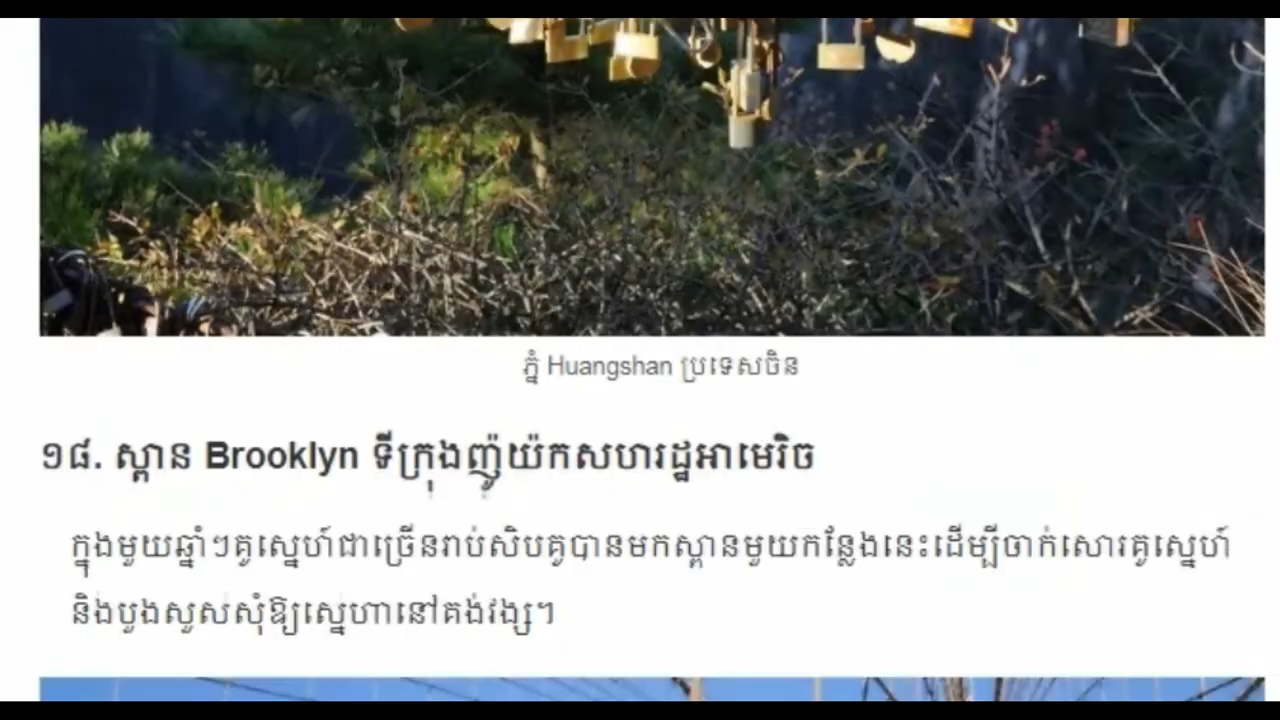 ភ្នំ Huangshan ប្រទេសចិន
១៨. ស្ពាន Brooklyn ទីក្រុងញ៉ូយ៉កសហរដ្ឋអាមេរិច
ក្នុងមួយឆ្នាំៗគូស្នេហ៍ជាច្រើនរាប់សិបគូបានមកស្ពានមួយកន្លែងនេះដើម្បីចាក់សោរគូស្នេហ៍
និងបួងសួសសុំឱ្យស្នេហានៅគង់វង្ស។